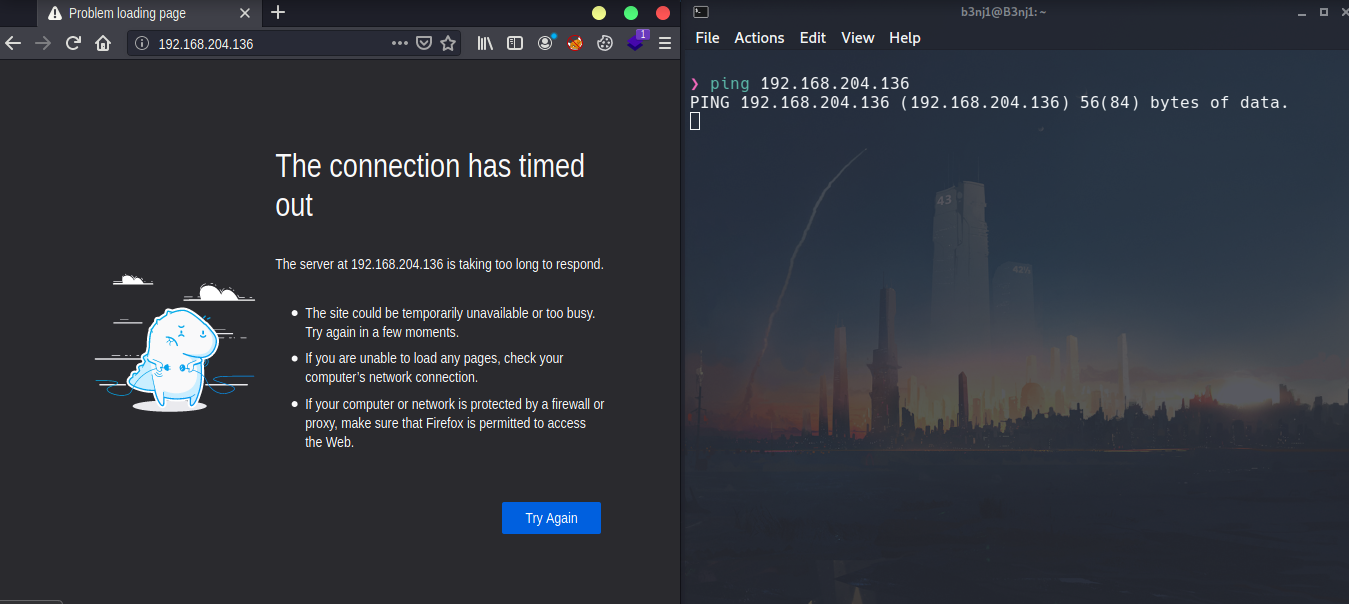 Problem loading page
192.168.204.136
1
The connection has timed
out
The server at 192.168.204.136 is taking too long to respond.
The site could be temporarily unavailable or too busy.
Try again in a few moments.
If you are unable to load any pages, check your
computer’s network connection.
If your computer or network is protected by a firewall or
proxy, make sure that Firefox is permitted to access
the Web.
Try Again
b3nj1@B3nj1:~
File Actions Edit View Help
❯ ping 192.168.204.136
PING 192.168.204.136 (192.168.204.136) 56(84) bytes of data.
43